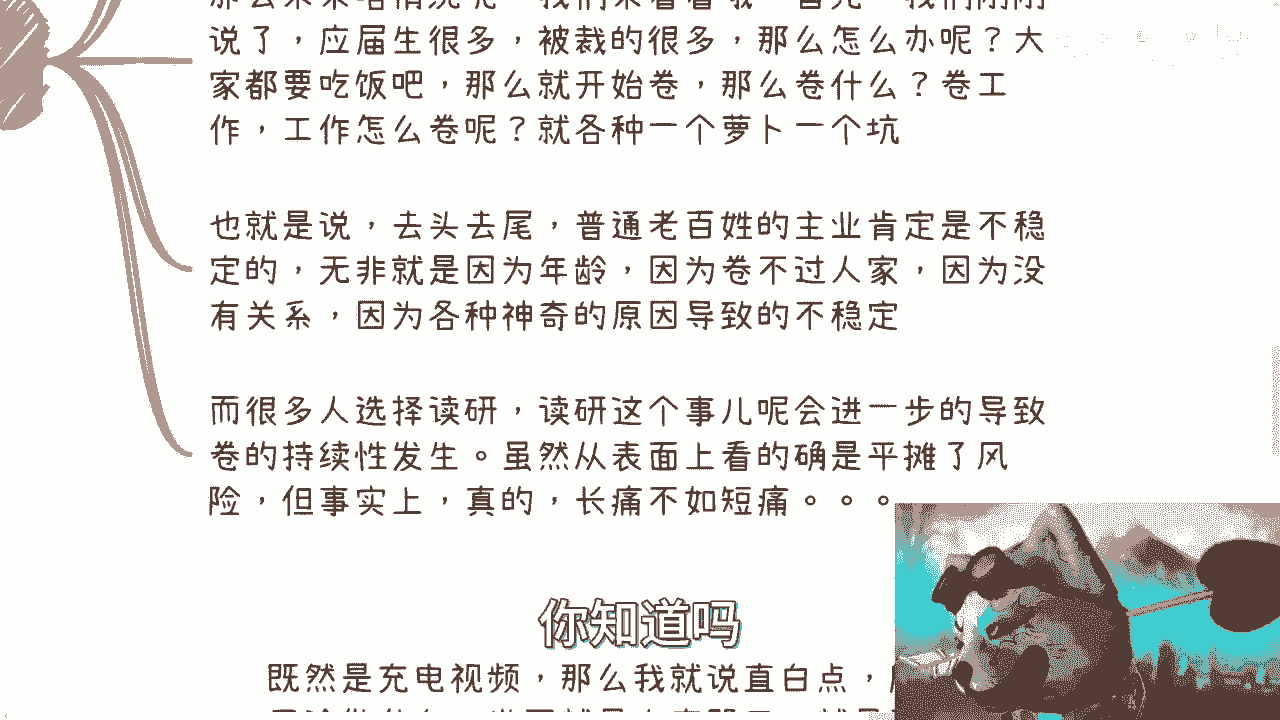 说了，应届生很多，被裁的很多，那么怎么办呢？大
家都要吃饭吧，那么就开始卷，那么卷什么？卷工
作，工作怎么卷呢？就各种一个萝卜一个坑
也就是说，去头去尾，普通老百姓的主业肯定是不稳
定的，无非就是因为年龄，因为卷不过人家，因为没
有关系，因为各种神奇的原因导致的不稳定
而很多人选择读研，读研这个事儿呢会进一步的导致
卷的持续性发生。虽然从表面上看的确是平摊了风
险，但事实上，真的，长痛不如短痛。。。
你知道吗
既然是充电视频，那么我就说直白点，